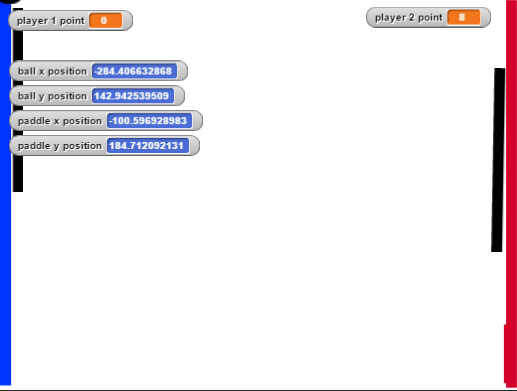 player 1 point 0
player 2 point 8
ball x position -284.406632868
ball y position 142.942539509
paddle x position -100.596928983
paddle y position 184.712092131